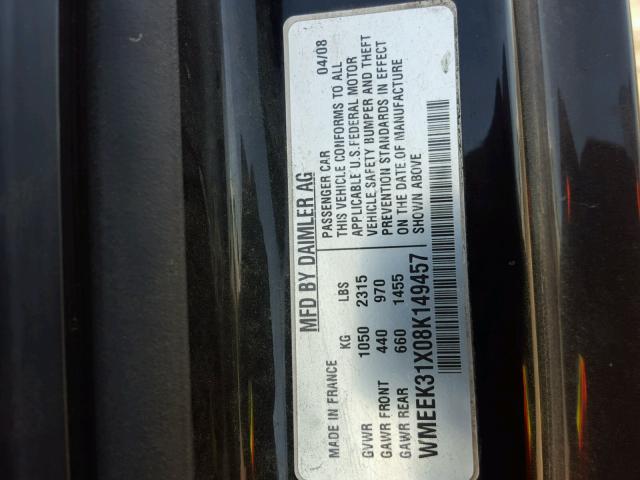 MFD BY DAIMLER AG
MADE IN FRANCE
PASSENGER CAR 04/08
THIS VEHICLE CONFORMS TO ALL
APPLICABLE U.S. FEDERAL MOTOR
VEHICLE SAFETY BUMPER AND THEFT
PREVENTION STANDARDS IN EFFECT
ON THE DATE OF MANUFACTURE
SHOWN ABOVE
KG LBS
GVWR 1050 2315
GAWR FRONT 440 970
GAWR REAR 660 1455
WMEEK31X08K149457